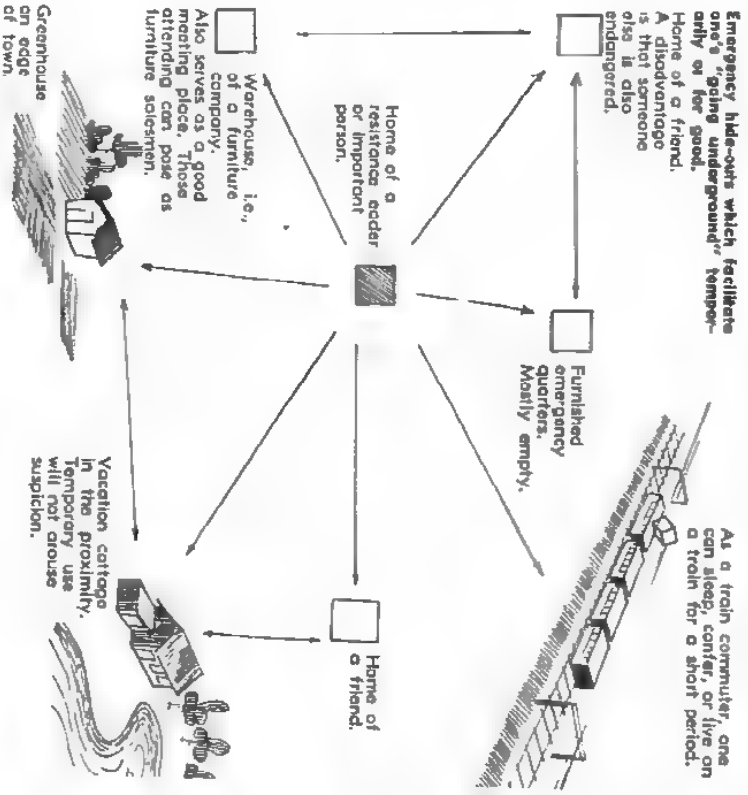 Emergency hide-outs which facilitate
one's "going underground" tempor-
arily or for good.
Home of a friend.
A disadvantage
is that someone
else is also
endangered.
Furnished
emergency
quarters.
Mostly empty.
As a train commuter, one
can sleep, confer, or live on
a train for a short period.
Home of a
resistance eader
or important
person.
Warehouse, i.e.,
of a furniture
company.
Also serves as a good
meeting place. Those
attending can pose as
furniture salesmen.
Home of
a friend.
Greenhouse
on edge
of town.
Vacation cottage
in the proximity.
Temporary use
will not arouse
suspicion.